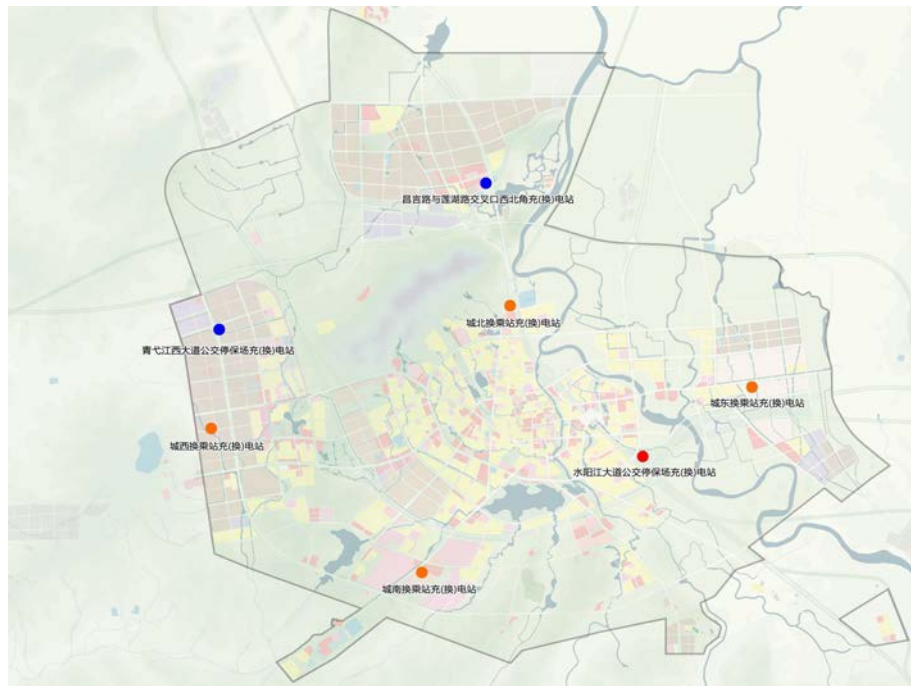 昌言路与莲湖路交叉口西北角充(换)电站
城北换乘站充(换)电站
青弋江西大道公交停保场充(换)电站
城东换乘站充(换)电站
城西换乘站充(换)电站
水阳江大道公交停保场充(换)电站
城南换乘站充(换)电站